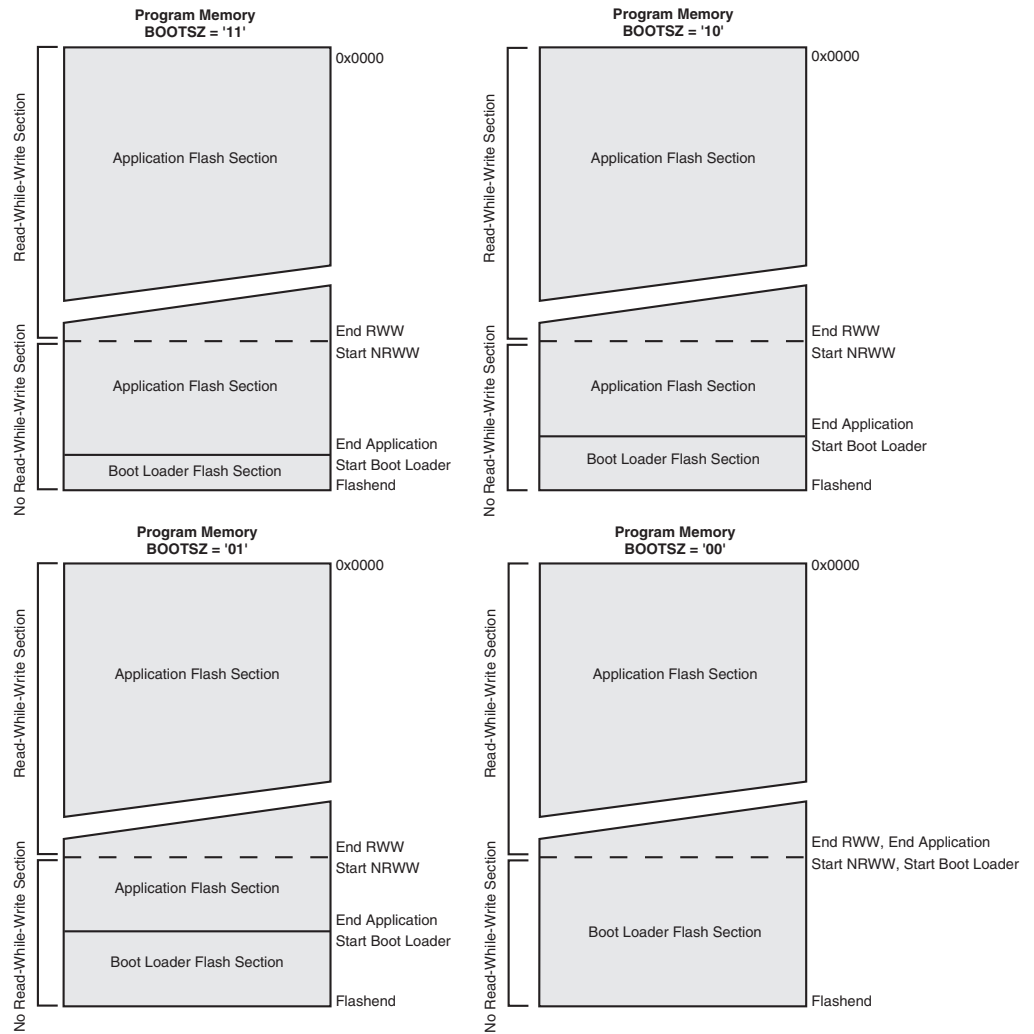 Program Memory
BOOTSZ = '11'
0x0000
Read-While-Write Section
Application Flash Section
End RWW
Start NRWW
No Read-While-Write Section
Application Flash Section
End Application
Start Boot Loader
Boot Loader Flash Section
Flashend
Program Memory
BOOTSZ = '10'
0x0000
Read-While-Write Section
Application Flash Section
End RWW
Start NRWW
No Read-While-Write Section
Application Flash Section
End Application
Start Boot Loader
Boot Loader Flash Section
Flashend
Program Memory
BOOTSZ = '01'
0x0000
Read-While-Write Section
Application Flash Section
End RWW
Start NRWW
No Read-While-Write Section
Application Flash Section
End Application
Start Boot Loader
Boot Loader Flash Section
Flashend
Program Memory
BOOTSZ = '00'
0x0000
Read-While-Write Section
Application Flash Section
End RWW, End Application
Start NRWW, Start Boot Loader
No Read-While-Write Section
Boot Loader Flash Section
Flashend